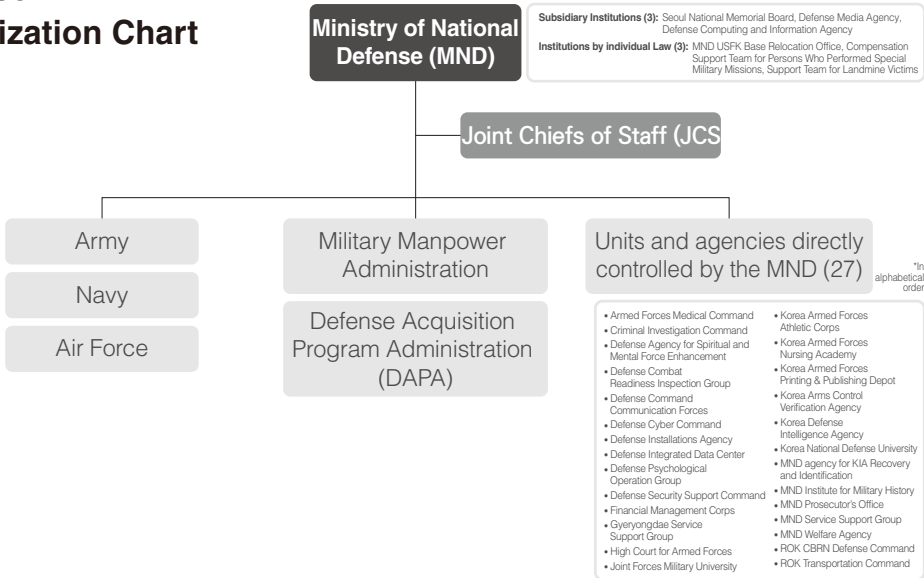 ization Chart
Ministry of National
Defense (MND)
Subsidiary Institutions (3): Seoul National Memorial Board, Defense Media Agency,
Defense Computing and Information Agency
Institutions by individual Law (3): MND USFK Base Relocation Office, Compensation
Support Team for Persons Who Performed Special
Military Missions, Support Team for Landmine Victims
Joint Chiefs of Staff (JCS
Army
Navy
Air Force
Military Manpower
Administration
Defense Acquisition
Program Administration
(DAPA)
Units and agencies directly
controlled by the MND (27)
*In
alphabetical
order
• Armed Forces Medical Command
• Criminal Investigation Command
• Defense Agency for Spiritual and
Mental Force Enhancement
• Defense Combat
Readiness Inspection Group
• Defense Command
Communication Forces
• Defense Cyber Command
• Defense Installations Agency
• Defense Integrated Data Center
• Defense Psychological
Operation Group
• Defense Security Support Command
• Financial Management Corps
• Gyeryongdae Service
Support Group
• High Court for Armed Forces
• Joint Forces Military University
• Korea Armed Forces
Athletic Corps
• Korea Armed Forces
Nursing Academy
• Korea Armed Forces
Printing & Publishing Depot
• Korea Arms Control
Verification Agency
• Korea Defense
Intelligence Agency
• Korea National Defense University
• MND agency for KIA Recovery
and Identification
• MND Institute for Military History
• MND Prosecutor's Office
• MND Service Support Group
• MND Welfare Agency
• ROK CBRN Defense Command
• ROK Transportation Command